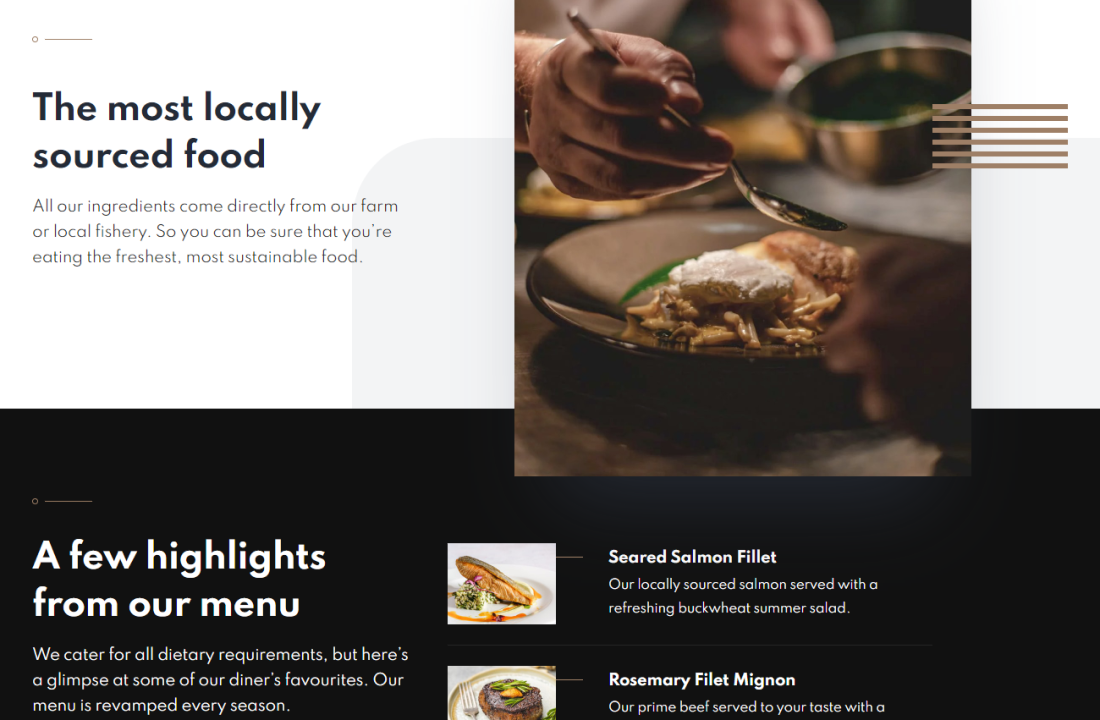 The most locally
sourced food
All our ingredients come directly from our farm
or local fishery. So you can be sure that you’re
eating the freshest, most sustainable food.
A few highlights
from our menu
We cater for all dietary requirements, but here’s
a glimpse at some of our diner’s favourites. Our
menu is revamped every season.
Seared Salmon Fillet
Our locally sourced salmon served with a
refreshing buckwheat summer salad.
Rosemary Filet Mignon
Our prime beef served to your taste with a